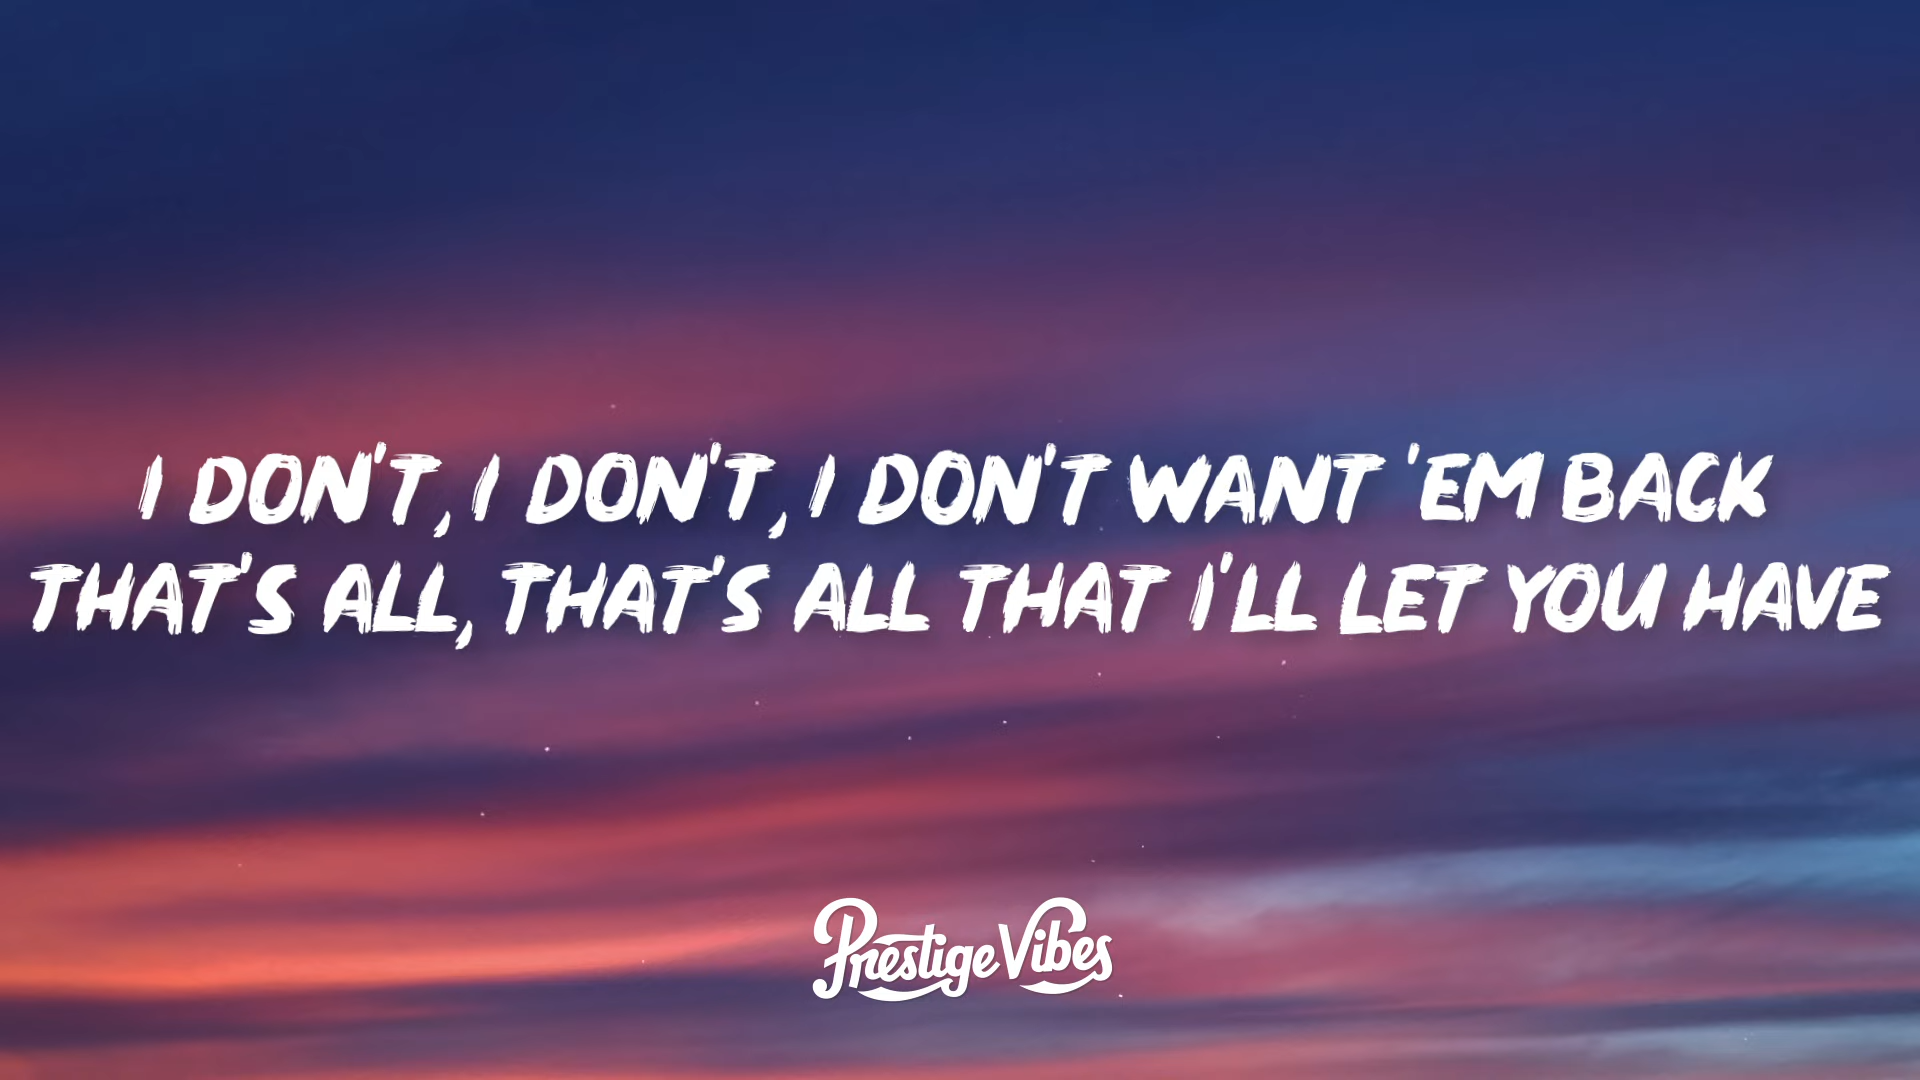 I DON'T, I DON'T, I DON'T WANT 'EM BACK
THAT'S ALL, THAT'S ALL THAT I'LL LET YOU HAVE
Prestige Vibes